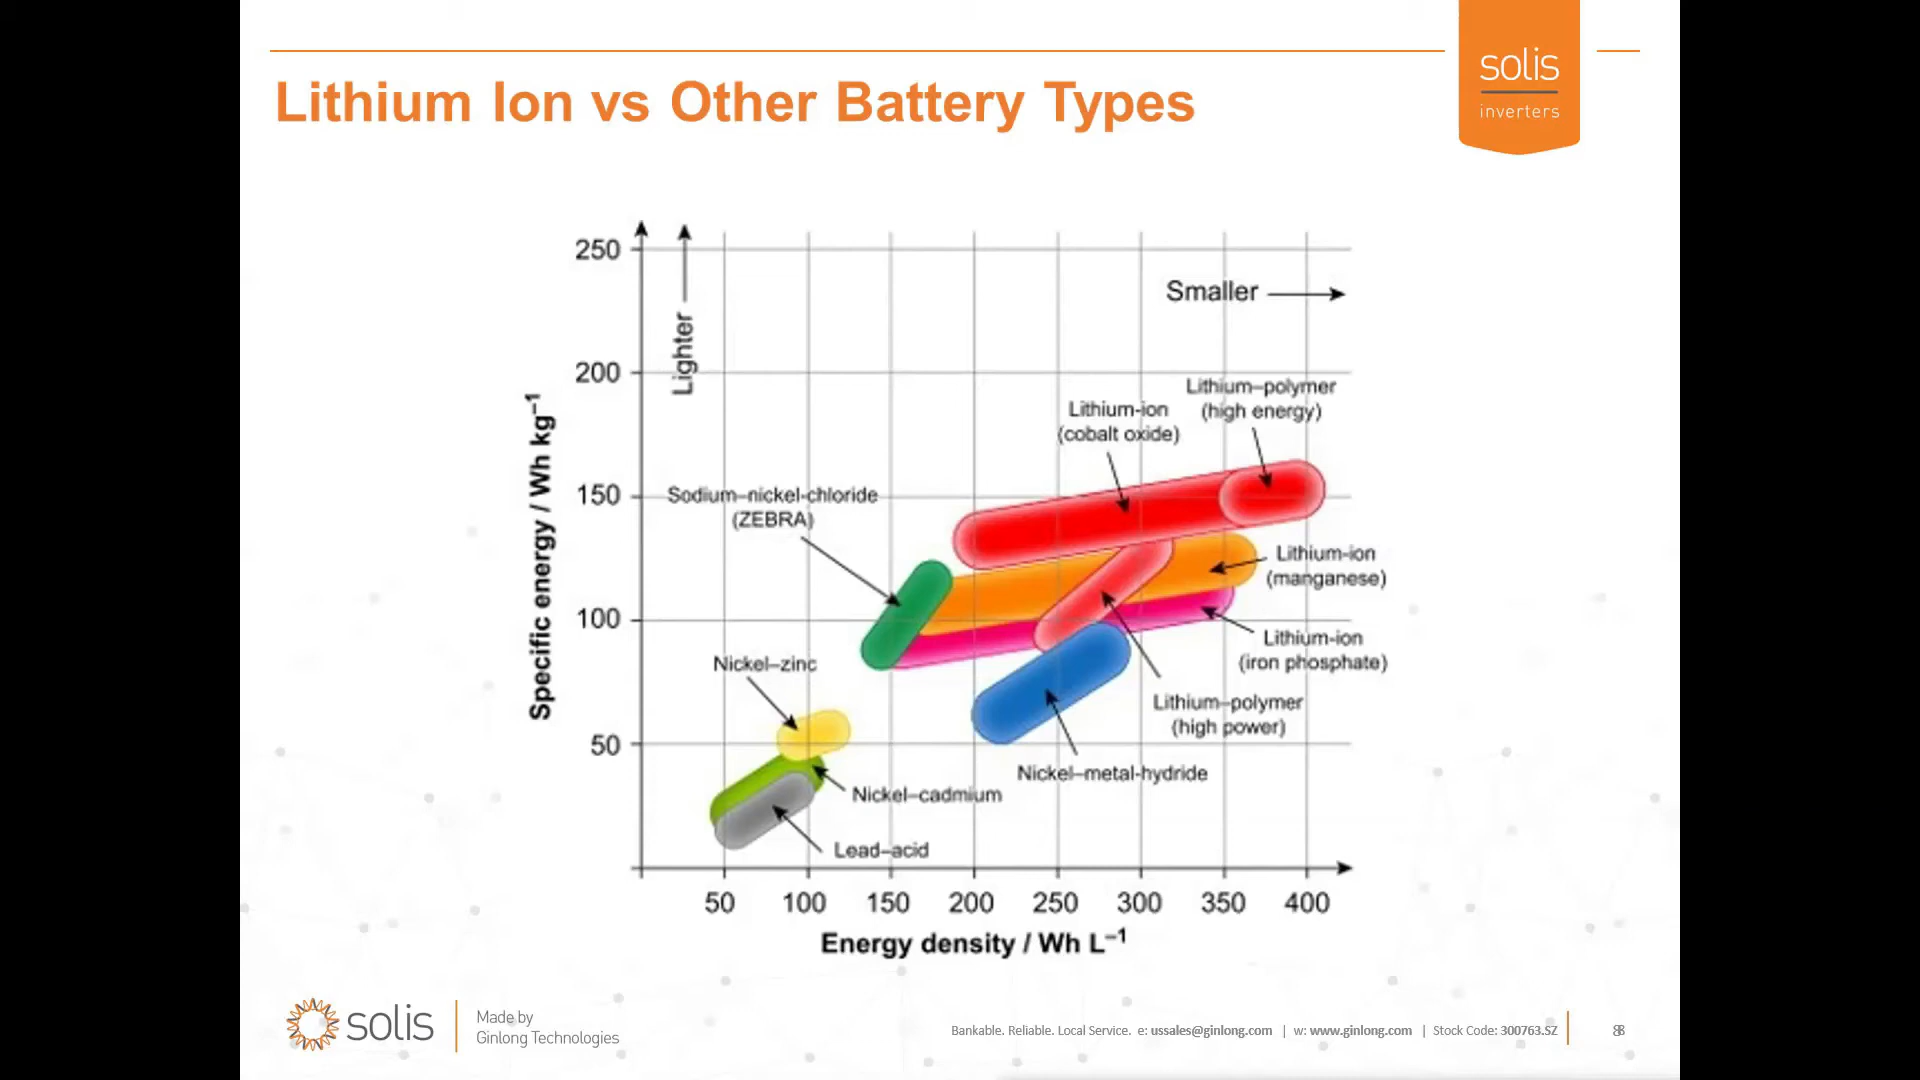 Lithium Ion vs Other Battery Types
solis
inverters
250
200
150
100
50
Specific energy / Wh kg⁻¹
Lighter
Smaller
Lithium–polymer
(high energy)
Lithium-ion
(cobalt oxide)
Sodium–nickel-chloride
(ZEBRA)
Lithium-ion
(manganese)
Lithium-ion
(iron phosphate)
Nickel–zinc
Lithium–polymer
(high power)
Nickel–metal-hydride
Nickel–cadmium
Lead–acid
50 100 150 200 250 300 350 400
Energy density / Wh L⁻¹
solis
Made by
Ginlong Technologies
Bankable. Reliable. Local Service. e: ussales@ginlong.com | w: www.ginlong.com | Stock Code: 300763.SZ